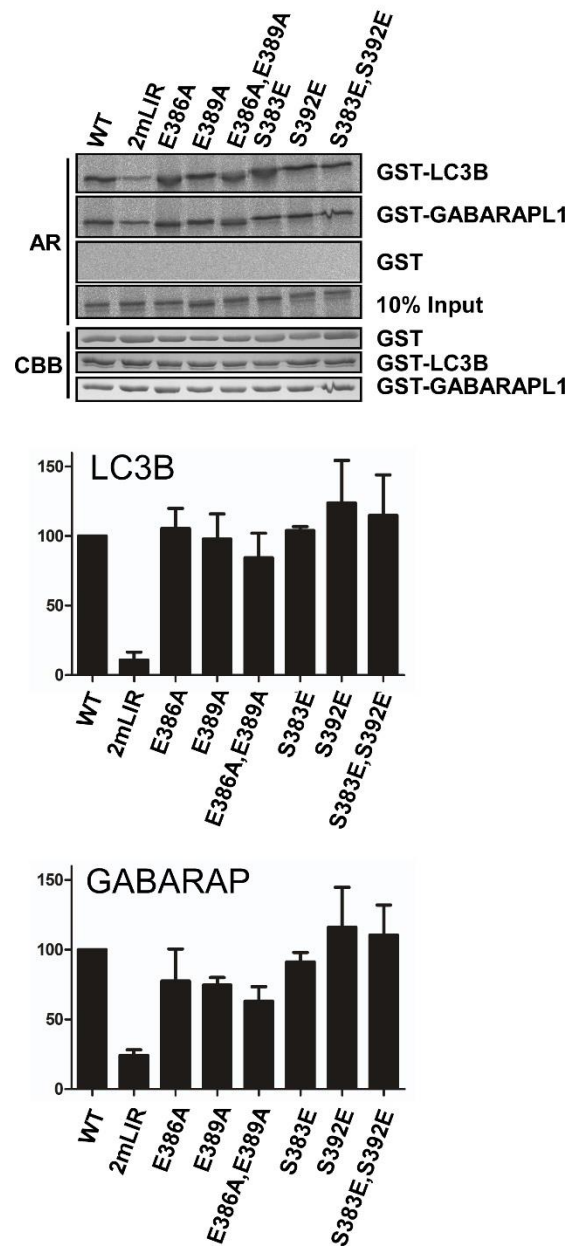 WT 2mLIR E386A E389A E386A,E389A S383E S392E S383E,S392E
AR
GST-LC3B
GST-GABARAPL1
GST
10% Input
CBB
GST
GST-LC3B
GST-GABARAPL1
LC3B
150
100
50
0
WT 2mLIR E386A E389A E386A,E389A S383E S392E S383E,S392E
GABARAP
150
100
50
0
WT 2mLIR E386A E389A E386A,E389A S383E S392E S383E,S392E